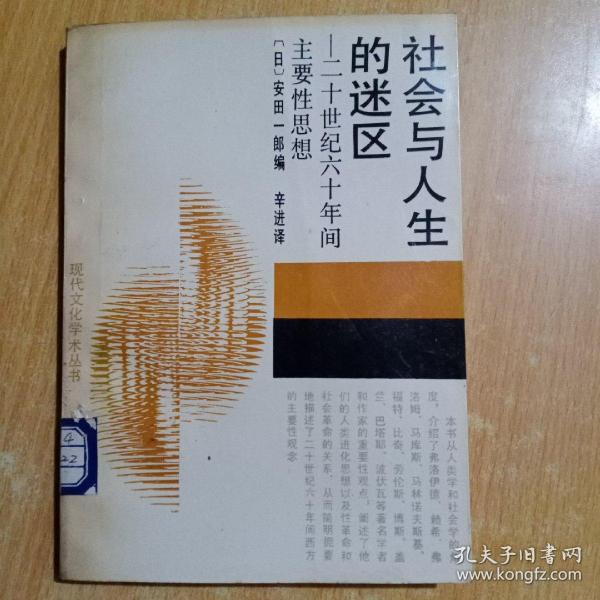 社会与人生
的迷区
—二十世纪六十年间
主要性思想
〔日〕安田一郎编 辛进译
本书从人类学和社会学的
度，介绍了弗洛伊德、赖希、弗
洛姆、马库斯、马林诺夫斯基、
福特、比奇、劳伦斯、博斯、盖
兰、巴塔耶、波伏瓦等著名学者
和作家的重要性观点，阐述了他
们的人类进化思想以及性革命和
社会革命的关系，从而简明扼要
地描述了二十世纪六十年间西方
的主要性观念
现代文化学术丛书
4
22
孔夫子旧书网
www.kongfz.com